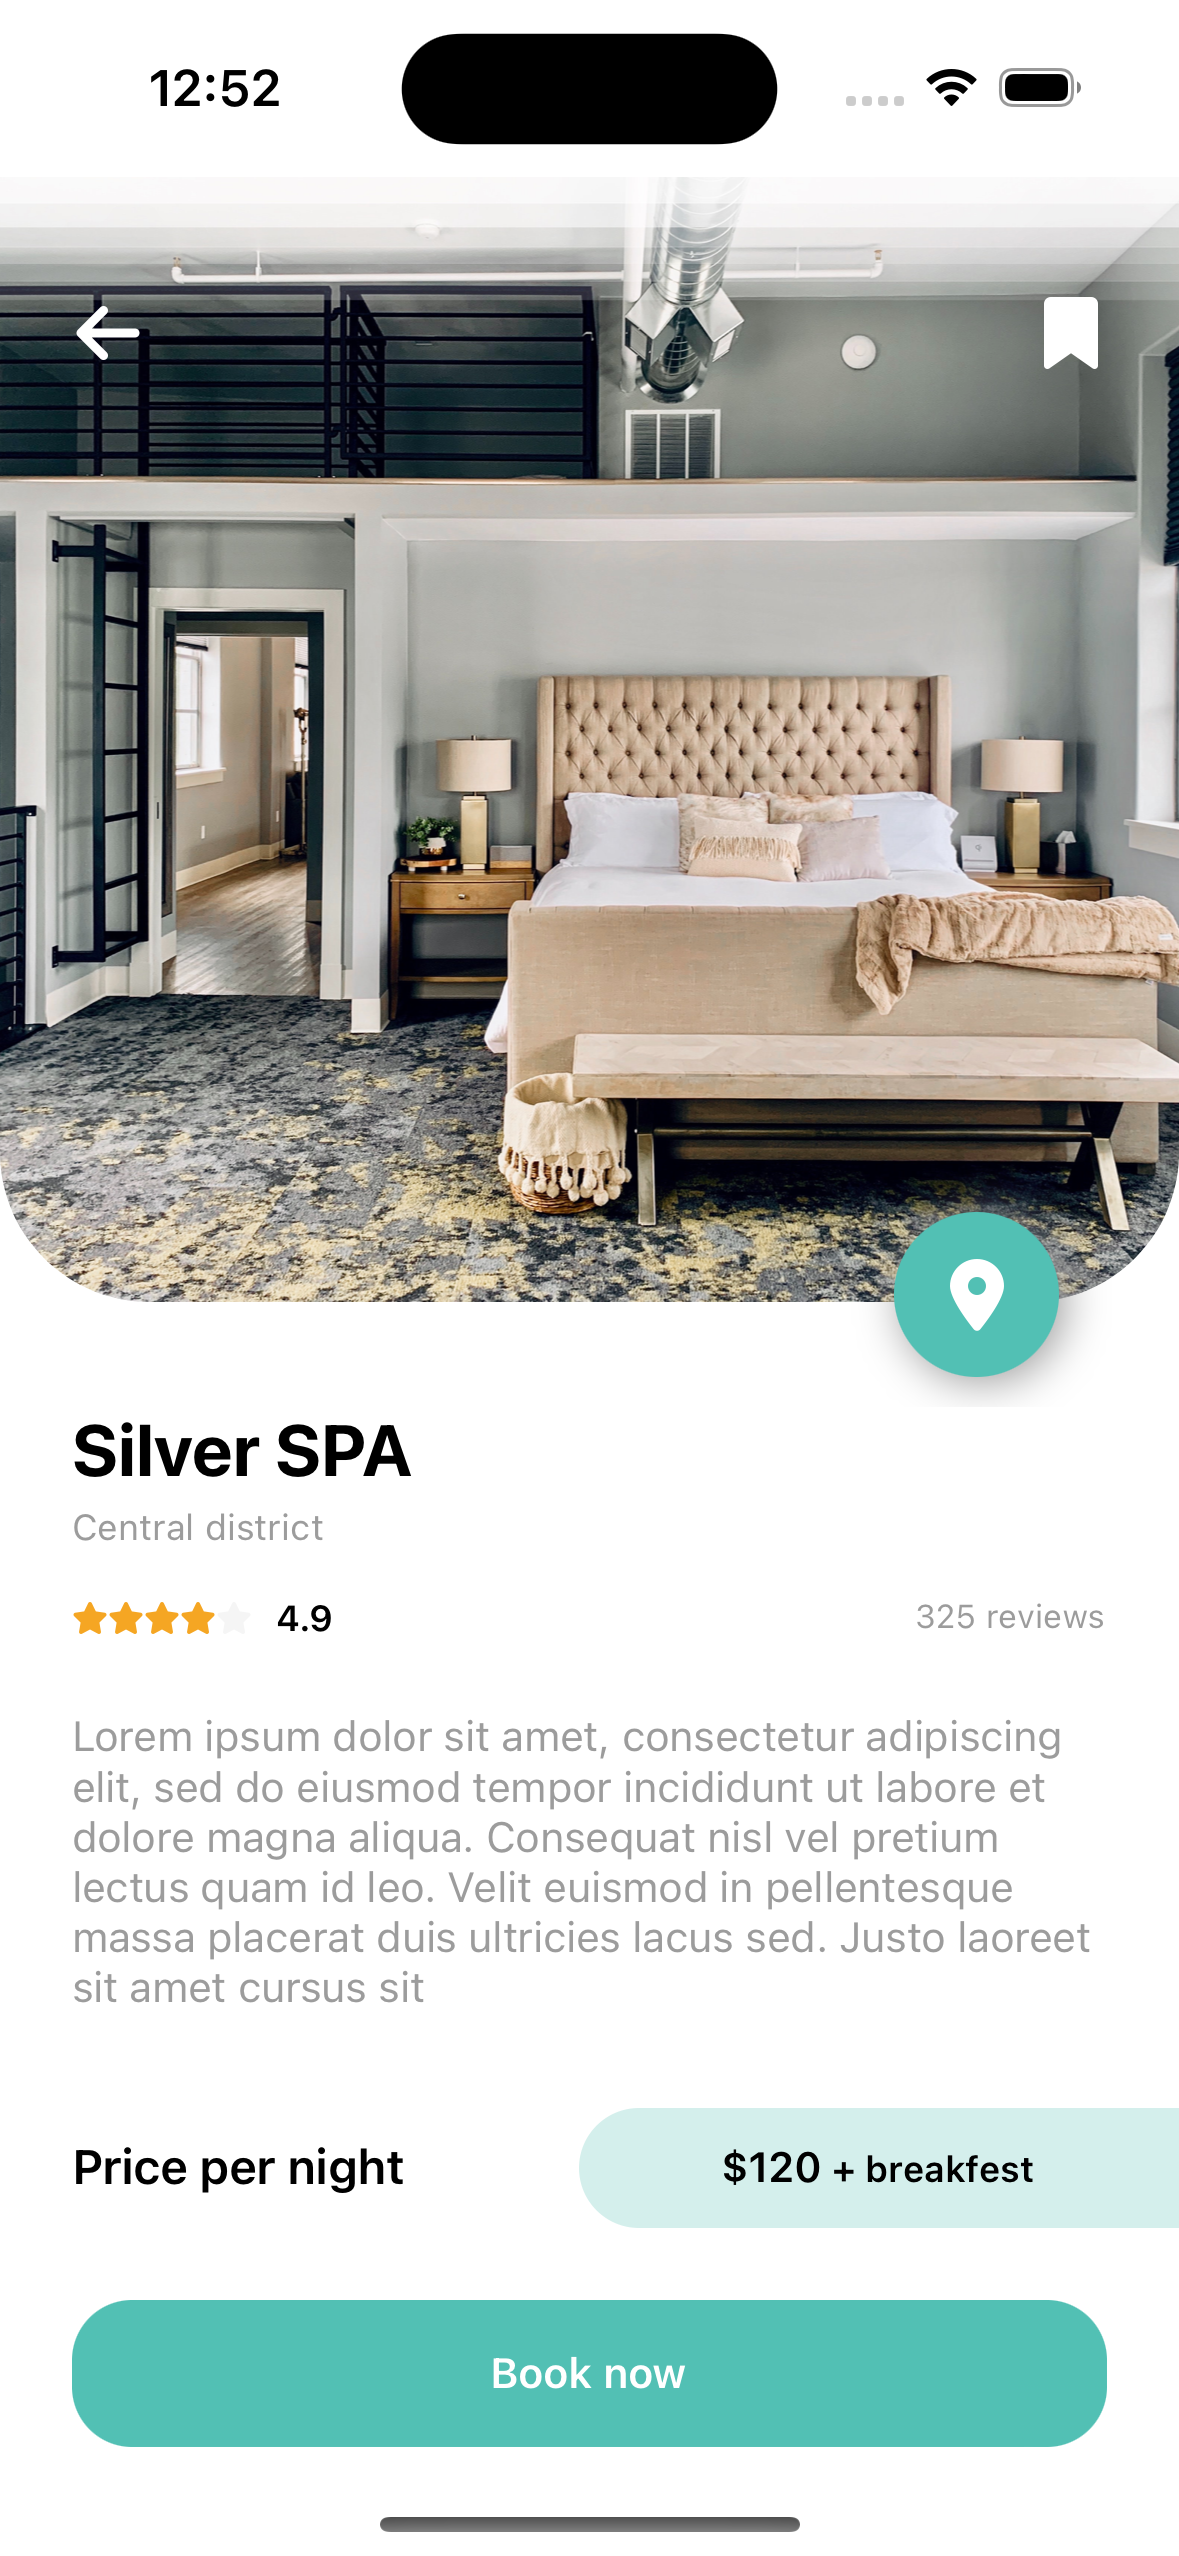 12:52
Silver SPA
Central district
4.9
325 reviews
Lorem ipsum dolor sit amet, consectetur adipiscing
elit, sed do eiusmod tempor incididunt ut labore et
dolore magna aliqua. Consequat nisl vel pretium
lectus quam id leo. Velit euismod in pellentesque
massa placerat duis ultricies lacus sed. Justo laoreet
sit amet cursus sit
Price per night
$120 + breakfest
Book now